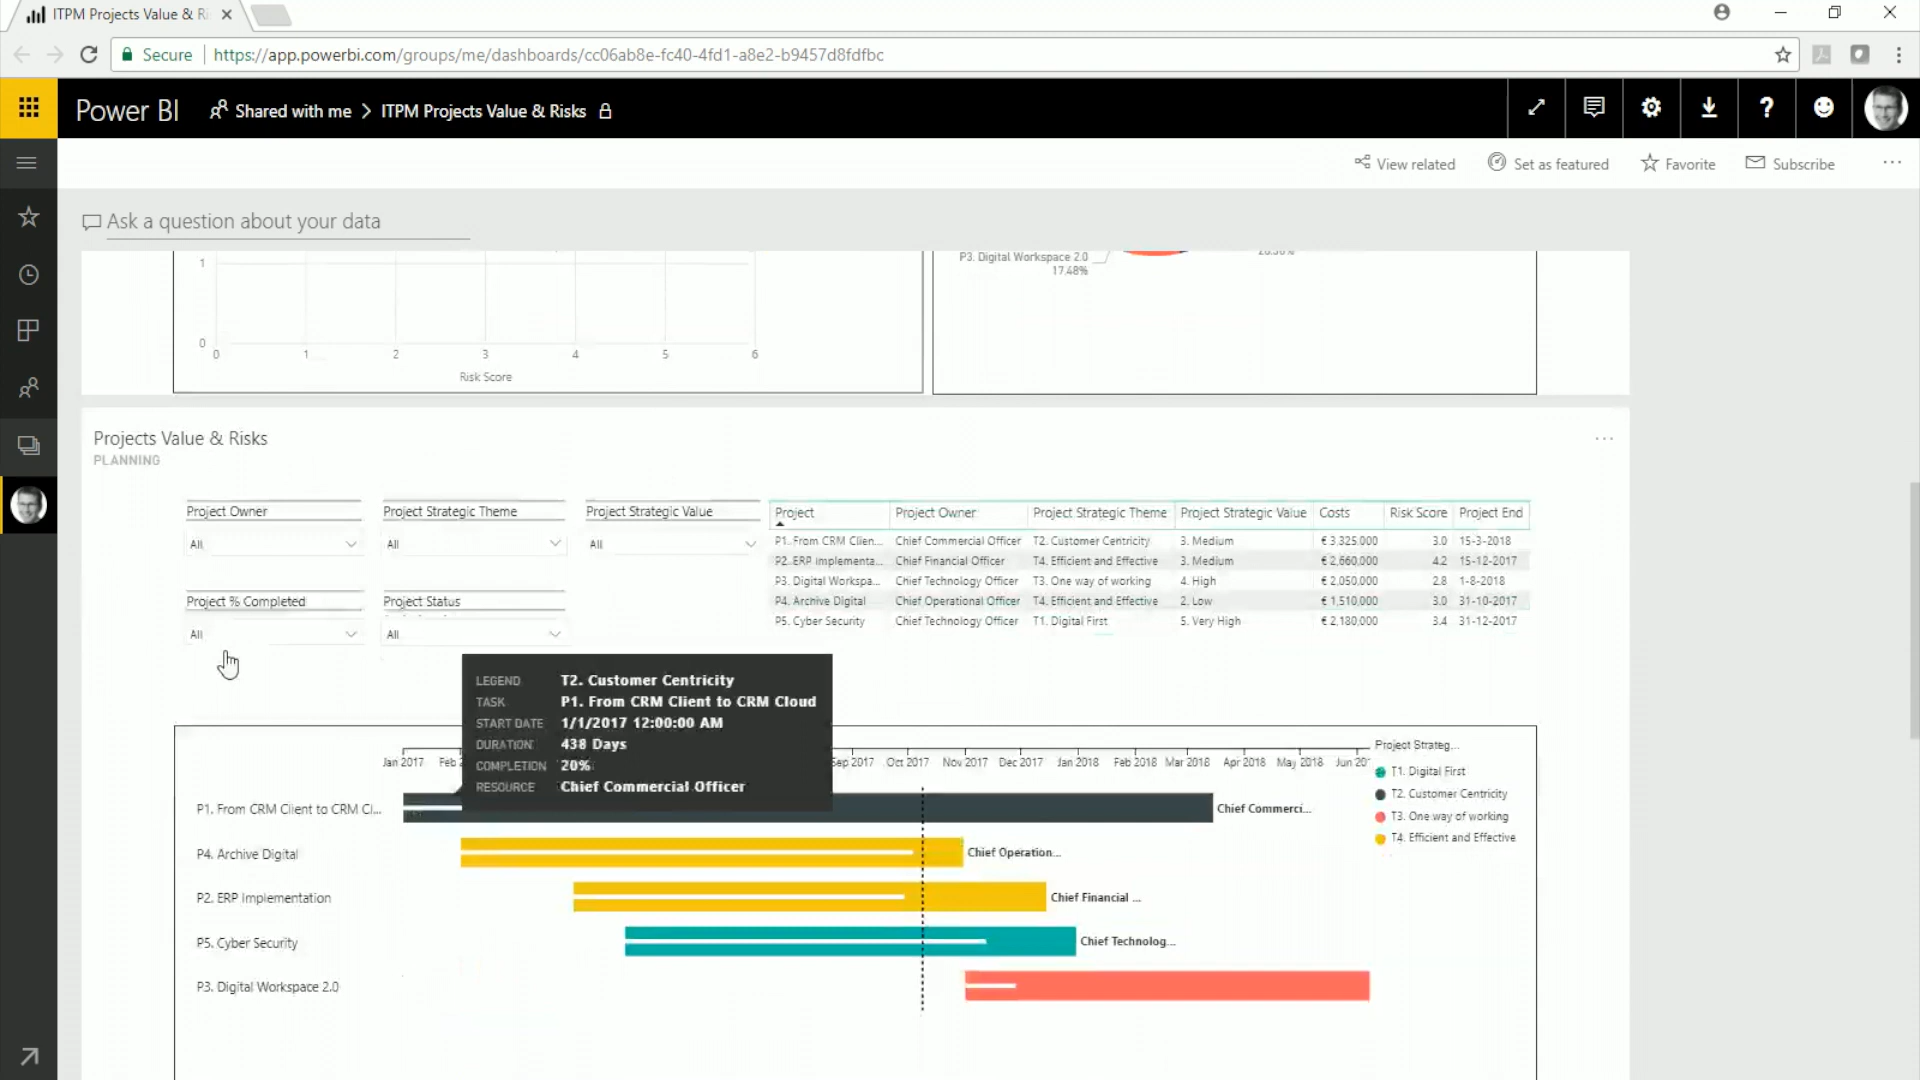 ITPM Projects Value & Ri
Secure
https://app.powerbi.com/groups/me/dashboards/cc06ab8e-fc40-4fd1-a8e2-b9457d8fdfbc
Power BI
Shared with me > ITPM Projects Value & Risks
View related
Set as featured
Favorite
Subscribe
Ask a question about your data
1
0
0 1 2 3 4 5 6
Risk Score
P3. Digital Workspace 2.0
17.48%
Projects Value & Risks
PLANNING
Project Owner
All
Project Strategic Theme
All
Project Strategic Value
All
Project % Completed
All
Project Status
All
Project Project Owner Project Strategic Theme Project Strategic Value Costs Risk Score Project End
P1. From CRM Clien... Chief Commercial Officer T2. Customer Centricity 3. Medium € 3,325,000 3.0 15-3-2018
P2. ERP Implementa... Chief Financial Officer T4. Efficient and Effective 3. Medium € 2,660,000 4.2 15-12-2017
P3. Digital Workspa... Chief Technology Officer T3. One way of working 4. High € 2,050,000 2.8 1-8-2018
P4. Archive Digital Chief Operational Officer T4. Efficient and Effective 2. Low € 1,510,000 3.0 31-10-2017
P5. Cyber Security Chief Technology Officer T1. Digital First 5. Very High € 2,180,000 3.4 31-12-2017
LEGEND T2. Customer Centricity
TASK P1. From CRM Client to CRM Cloud
START DATE 1/1/2017 12:00:00 AM
DURATION 438 Days
COMPLETION 20%
RESOURCE Chief Commercial Officer
Jan 2017 Feb 2 Sep 2017 Oct 2017 Nov 2017 Dec 2017 Jan 2018 Feb 2018 Mar 2018 Apr 2018 May 2018 Jun 201
P1. From CRM Client to CRM Cl... Chief Commerci...
P4. Archive Digital Chief Operation...
P2. ERP Implementation Chief Financial ...
P5. Cyber Security Chief Technolog...
P3. Digital Workspace 2.0
Project Strateg...
T1. Digital First
T2. Customer Centricity
T3. One way of working
T4. Efficient and Effective